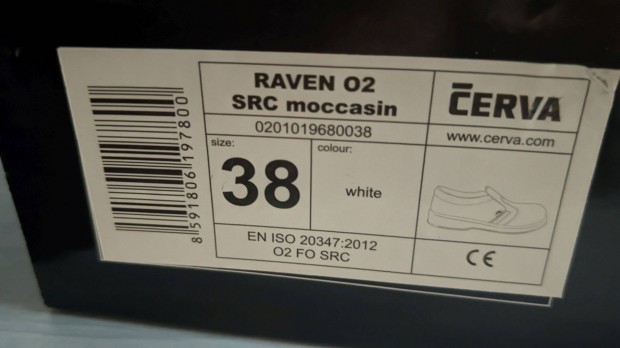 RAVEN O2
SRC moccasin
ČERVA
0201019680038
www.cerva.com
size:
38
colour:
white
EN ISO 20347:2012
O2 FO SRC
CE
8591806197800